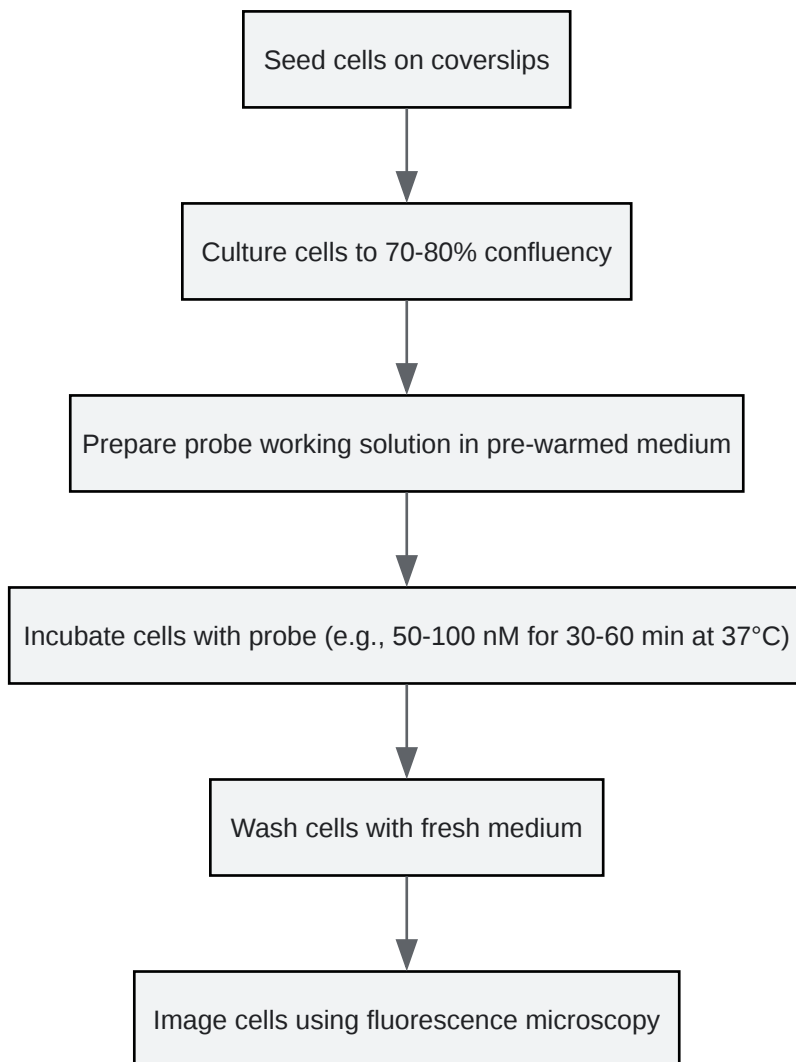 Seed cells on coverslips
Culture cells to 70-80% confluency
Prepare probe working solution in pre-warmed medium
Incubate cells with probe (e.g., 50-100 nM for 30-60 min at 37°C)
Wash cells with fresh medium
Image cells using fluorescence microscopy